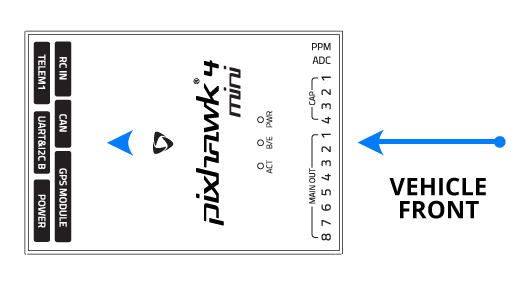 RC IN
TELEM1
CAN
UART&I2C B
GPS MODULE
POWER
pixhawk 4®
mini
PWR
B/E
ACT
PPM
ADC
CAP
1
2
3
4
MAIN OUT
1
2
3
4
5
6
7
8
VEHICLE
FRONT